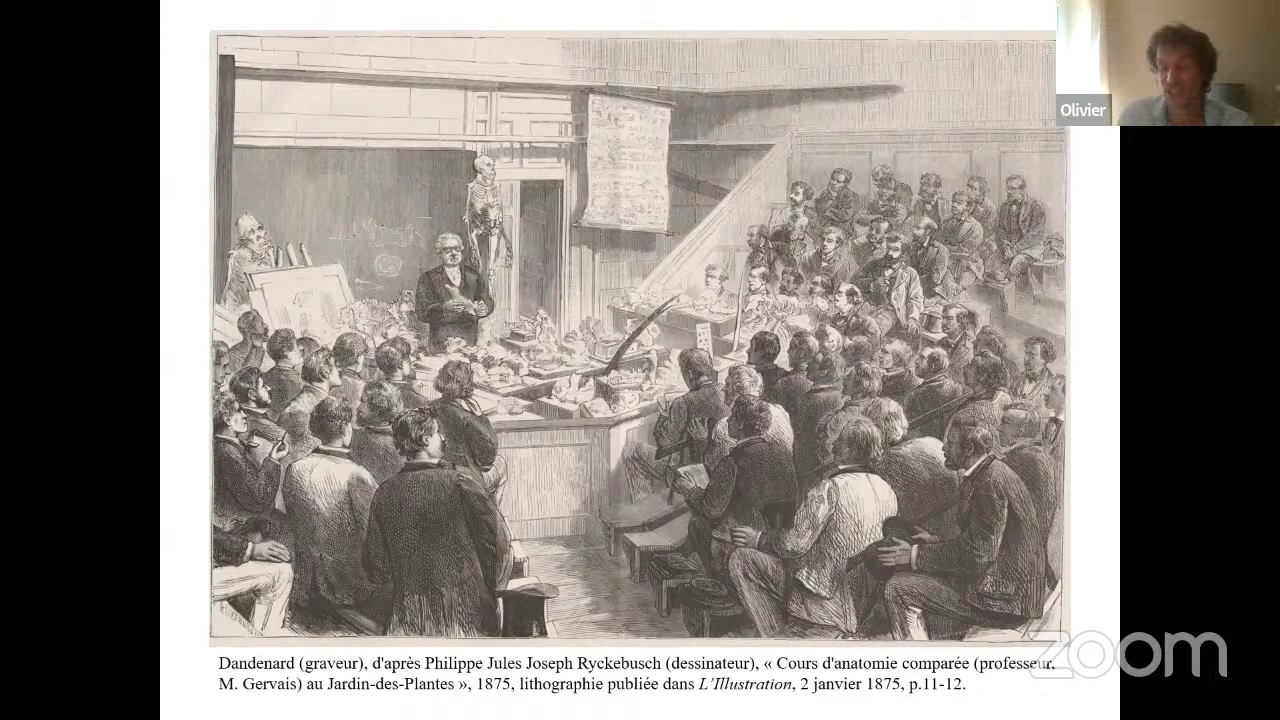 Olivier
Dandenard (graveur), d'après Philippe Jules Joseph Ryckebusch (dessinateur), « Cours d'anatomie comparée (professeur,
M. Gervais) au Jardin-des-Plantes », 1875, lithographie publiée dans L'Illustration, 2 janvier 1875, p.11-12.
zoom